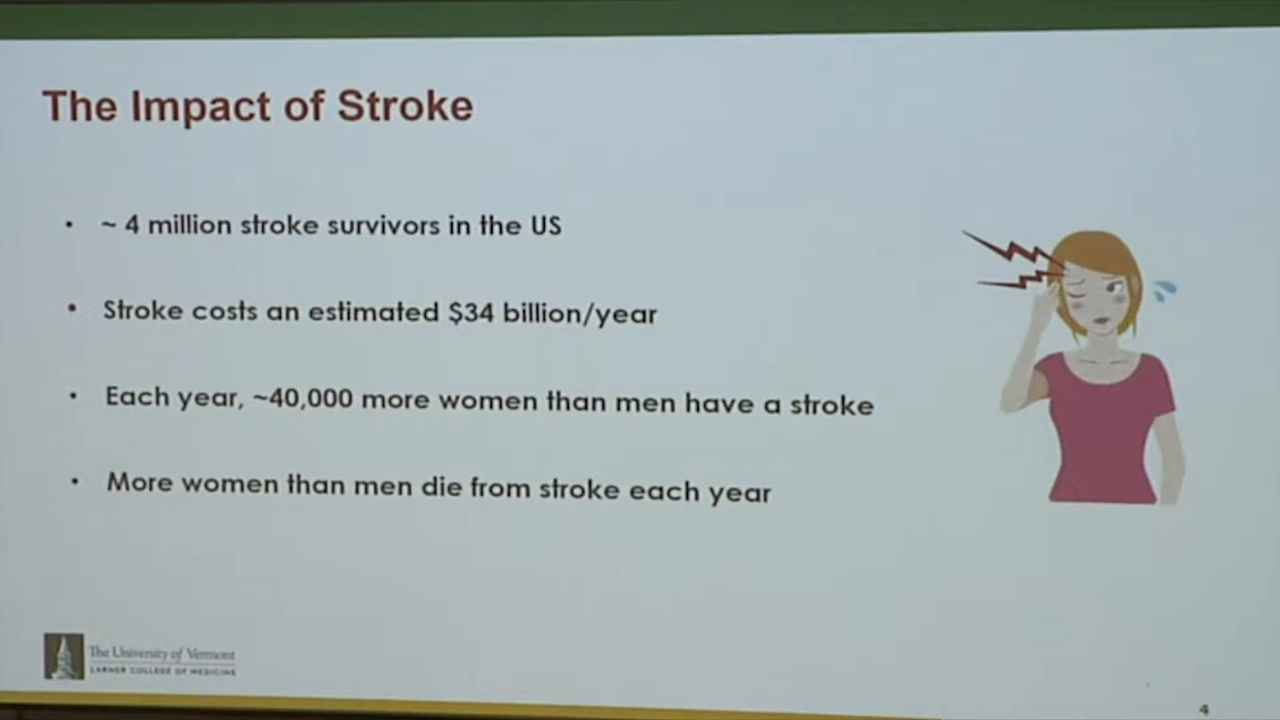 The Impact of Stroke
• ~ 4 million stroke survivors in the US
• Stroke costs an estimated $34 billion/year
• Each year, ~40,000 more women than men have a stroke
• More women than men die from stroke each year
The University of Vermont
LARNER COLLEGE OF MEDICINE
4